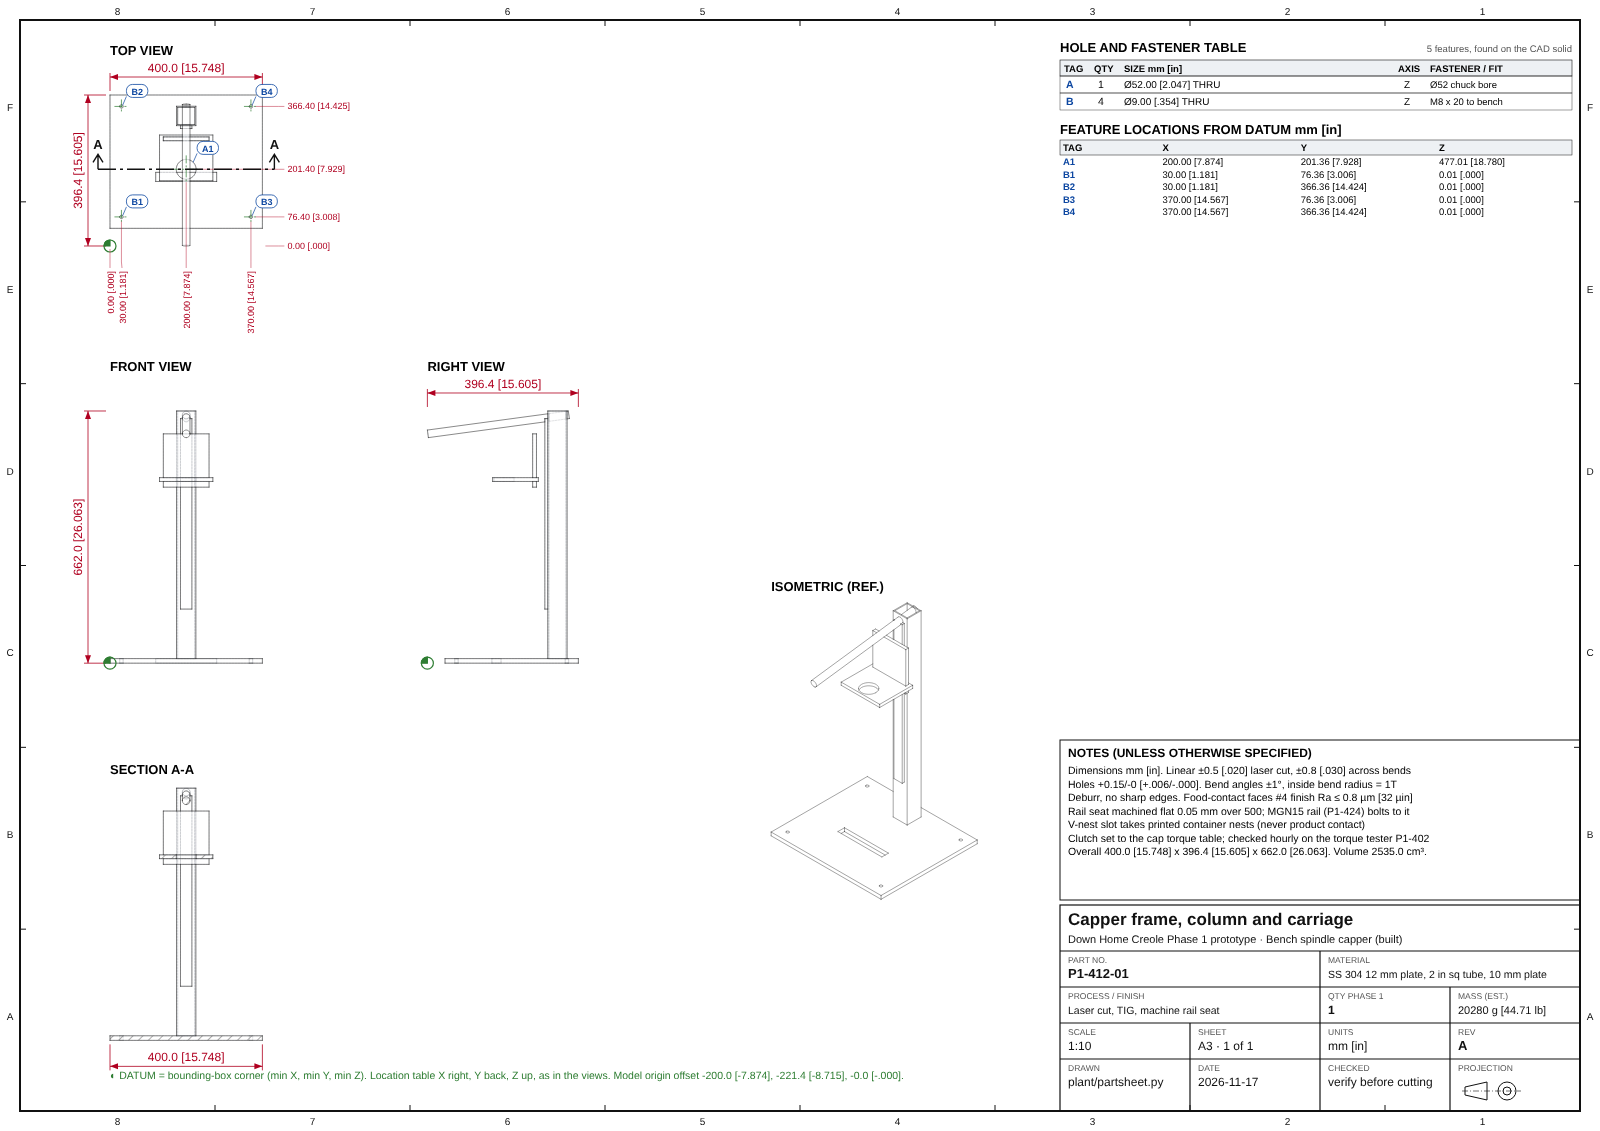 8 7 6 5 4 3 2 1
TOP VIEW
400.0 [15.748]
B2
B4
366.40 [14.425]
396.4 [15.605]
A
A
A1
201.40 [7.929]
B1
B3
76.40 [3.008]
0.00 [.000]
0.00 [.000]
30.00 [1.181]
200.00 [7.874]
370.00 [14.567]
HOLE AND FASTENER TABLE
5 features, found on the CAD solid
TAG QTY SIZE mm [in] AXIS FASTENER / FIT
A 1 Ø52.00 [2.047] THRU Z Ø52 chuck bore
B 4 Ø9.00 [.354] THRU Z M8 x 20 to bench
FEATURE LOCATIONS FROM DATUM mm [in]
TAG X Y Z
A1 200.00 [7.874] 201.36 [7.928] 477.01 [18.780]
B1 30.00 [1.181] 76.36 [3.006] 0.01 [.000]
B2 30.00 [1.181] 366.36 [14.424] 0.01 [.000]
B3 370.00 [14.567] 76.36 [3.006] 0.01 [.000]
B4 370.00 [14.567] 366.36 [14.424] 0.01 [.000]
F F
E E
D D
C C
B B
A A
FRONT VIEW
662.0 [26.063]
RIGHT VIEW
396.4 [15.605]
ISOMETRIC (REF.)
SECTION A-A
400.0 [15.748]
DATUM = bounding-box corner (min X, min Y, min Z). Location table X right, Y back, Z up, as in the views. Model origin offset -200.0 [-7.874], -221.4 [-8.715], -0.0 [-.000].
NOTES (UNLESS OTHERWISE SPECIFIED)
Dimensions mm [in]. Linear ±0.5 [.020] laser cut, ±0.8 [.030] across bends
Holes +0.15/-0 [+.006/-.000]. Bend angles ±1°, inside bend radius = 1T
Deburr, no sharp edges. Food-contact faces #4 finish Ra ≤ 0.8 µm [32 µin]
Rail seat machined flat 0.05 mm over 500; MGN15 rail (P1-424) bolts to it
V-nest slot takes printed container nests (never product contact)
Clutch set to the cap torque table; checked hourly on the torque tester P1-402
Overall 400.0 [15.748] x 396.4 [15.605] x 662.0 [26.063]. Volume 2535.0 cm³.
Capper frame, column and carriage
Down Home Creole Phase 1 prototype · Bench spindle capper (built)
PART NO.
P1-412-01
MATERIAL
SS 304 12 mm plate, 2 in sq tube, 10 mm plate
PROCESS / FINISH
Laser cut, TIG, machine rail seat
QTY PHASE 1
1
MASS (EST.)
20280 g [44.71 lb]
SCALE
1:10
SHEET
A3 · 1 of 1
UNITS
mm [in]
REV
A
DRAWN
plant/partsheet.py
DATE
2026-11-17
CHECKED
verify before cutting
PROJECTION
8 7 6 5 4 3 2 1